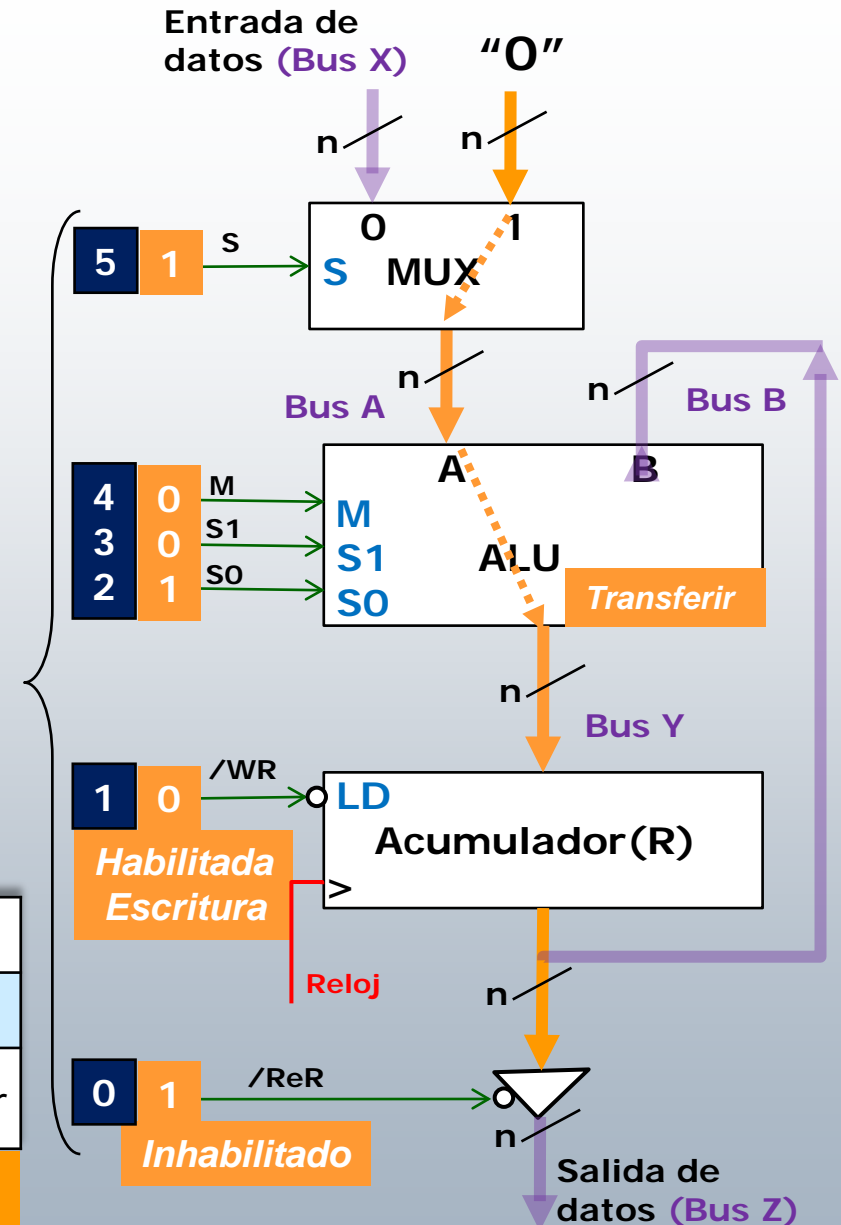 Entrada de
datos (Bus X)
“0”
n
n
0 1
5 1 S
S MUX
n
Bus A
n
Bus B
A B
4 0 M
3 0 S1
2 1 S0
M
S1 ALU
S0
Transferir
n
Bus Y
1 0 /WR
LD
Acumulador(R)
>
Habilitada
Escritura
Reloj
n
0 1 /ReR
Inhabilitado
r
n
Salida de
datos (Bus Z)